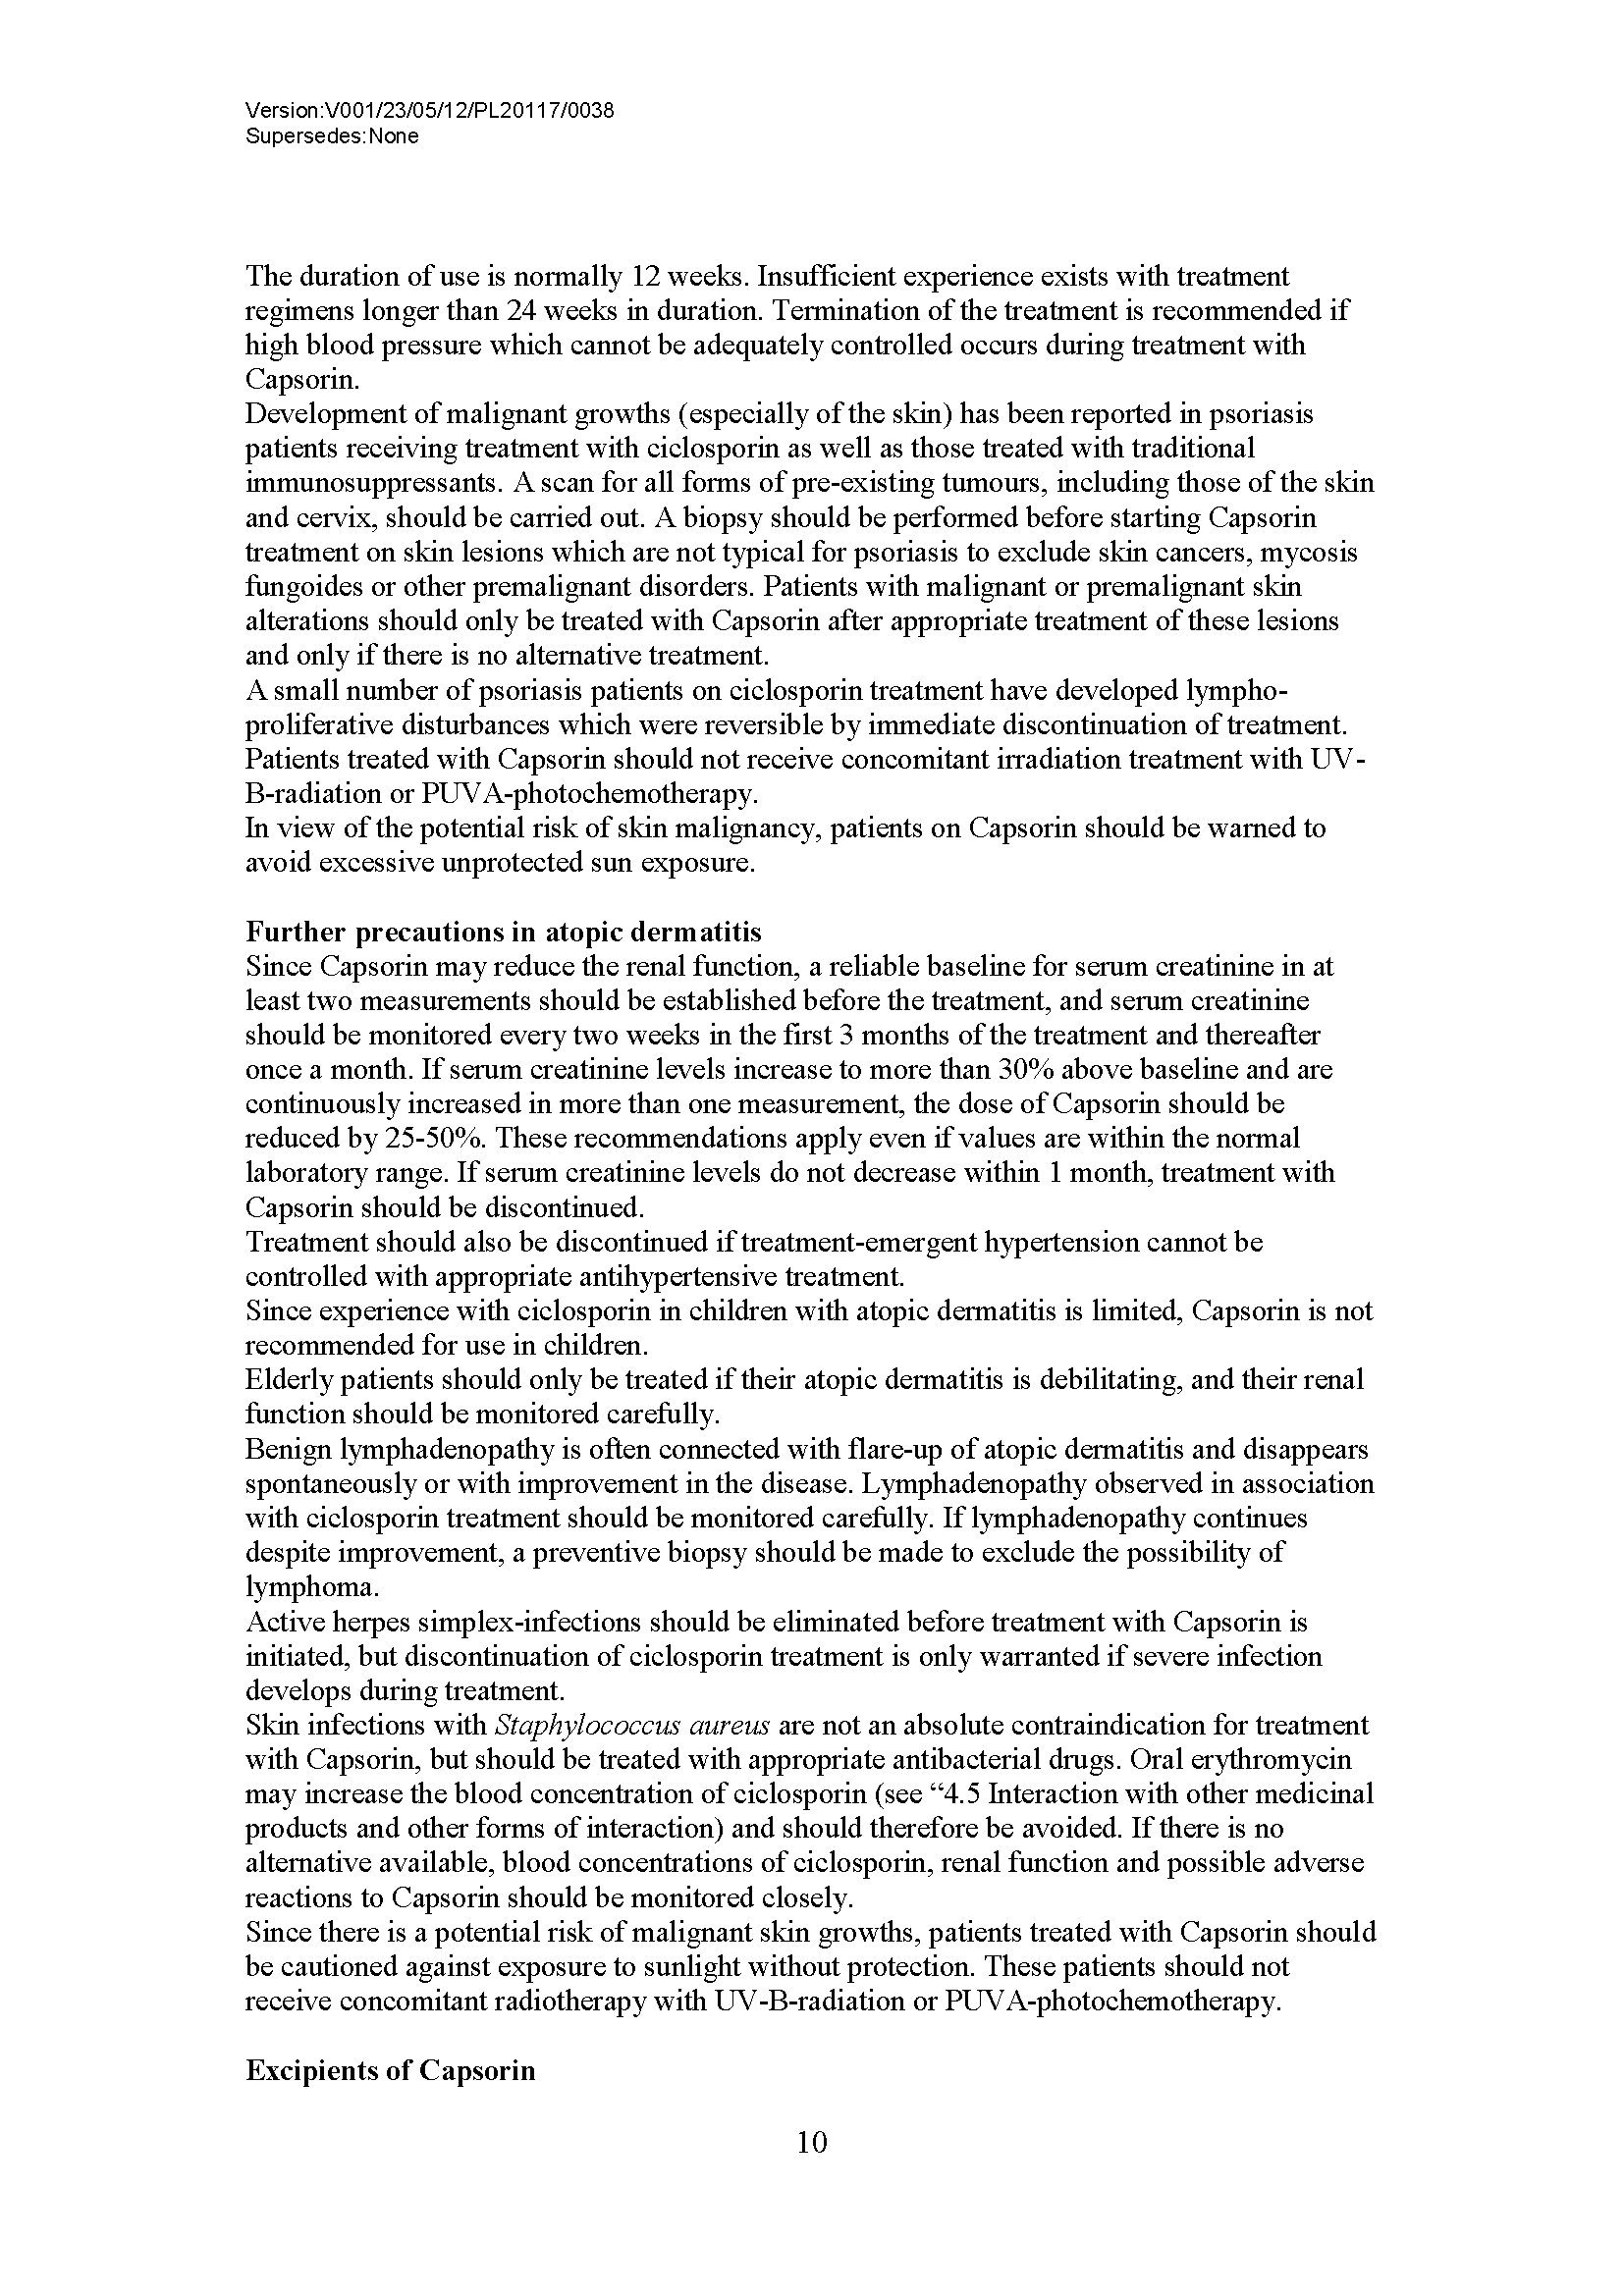 Version:V001/23/05/12/PL20117/0038
Supersedes:None
The duration of use is normally 12 weeks. Insufficient experience exists with treatment
regimens longer than 24 weeks in duration. Termination of the treatment is recommended if
high blood pressure which cannot be adequately controlled occurs during treatment with
Capsorin.
Development of malignant growths (especially of the skin) has been reported in psoriasis
patients receiving treatment with ciclosporin as well as those treated with traditional
immunosuppressants. A scan for all forms of pre-existing tumours, including those of the skin
and cervix, should be carried out. A biopsy should be performed before starting Capsorin
treatment on skin lesions which are not typical for psoriasis to exclude skin cancers, mycosis
fungoides or other premalignant disorders. Patients with malignant or premalignant skin
alterations should only be treated with Capsorin after appropriate treatment of these lesions
and only if there is no alternative treatment.
A small number of psoriasis patients on ciclosporin treatment have developed lympho-
proliferative disturbances which were reversible by immediate discontinuation of treatment.
Patients treated with Capsorin should not receive concomitant irradiation treatment with UV-
B-radiation or PUVA-photochemotherapy.
In view of the potential risk of skin malignancy, patients on Capsorin should be warned to
avoid excessive unprotected sun exposure.
Further precautions in atopic dermatitis
Since Capsorin may reduce the renal function, a reliable baseline for serum creatinine in at
least two measurements should be established before the treatment, and serum creatinine
should be monitored every two weeks in the first 3 months of the treatment and thereafter
once a month. If serum creatinine levels increase to more than 30% above baseline and are
continuously increased in more than one measurement, the dose of Capsorin should be
reduced by 25-50%. These recommendations apply even if values are within the normal
laboratory range. If serum creatinine levels do not decrease within 1 month, treatment with
Capsorin should be discontinued.
Treatment should also be discontinued if treatment-emergent hypertension cannot be
controlled with appropriate antihypertensive treatment.
Since experience with ciclosporin in children with atopic dermatitis is limited, Capsorin is not
recommended for use in children.
Elderly patients should only be treated if their atopic dermatitis is debilitating, and their renal
function should be monitored carefully.
Benign lymphadenopathy is often connected with flare-up of atopic dermatitis and disappears
spontaneously or with improvement in the disease. Lymphadenopathy observed in association
with ciclosporin treatment should be monitored carefully. If lymphadenopathy continues
despite improvement, a preventive biopsy should be made to exclude the possibility of
lymphoma.
Active herpes simplex-infections should be eliminated before treatment with Capsorin is
initiated, but discontinuation of ciclosporin treatment is only warranted if severe infection
develops during treatment.
Skin infections with Staphylococcus aureus are not an absolute contraindication for treatment
with Capsorin, but should be treated with appropriate antibacterial drugs. Oral erythromycin
may increase the blood concentration of ciclosporin (see “4.5 Interaction with other medicinal
products and other forms of interaction) and should therefore be avoided. If there is no
alternative available, blood concentrations of ciclosporin, renal function and possible adverse
reactions to Capsorin should be monitored closely.
Since there is a potential risk of malignant skin growths, patients treated with Capsorin should
be cautioned against exposure to sunlight without protection. These patients should not
receive concomitant radiotherapy with UV-B-radiation or PUVA-photochemotherapy.
Excipients of Capsorin
10